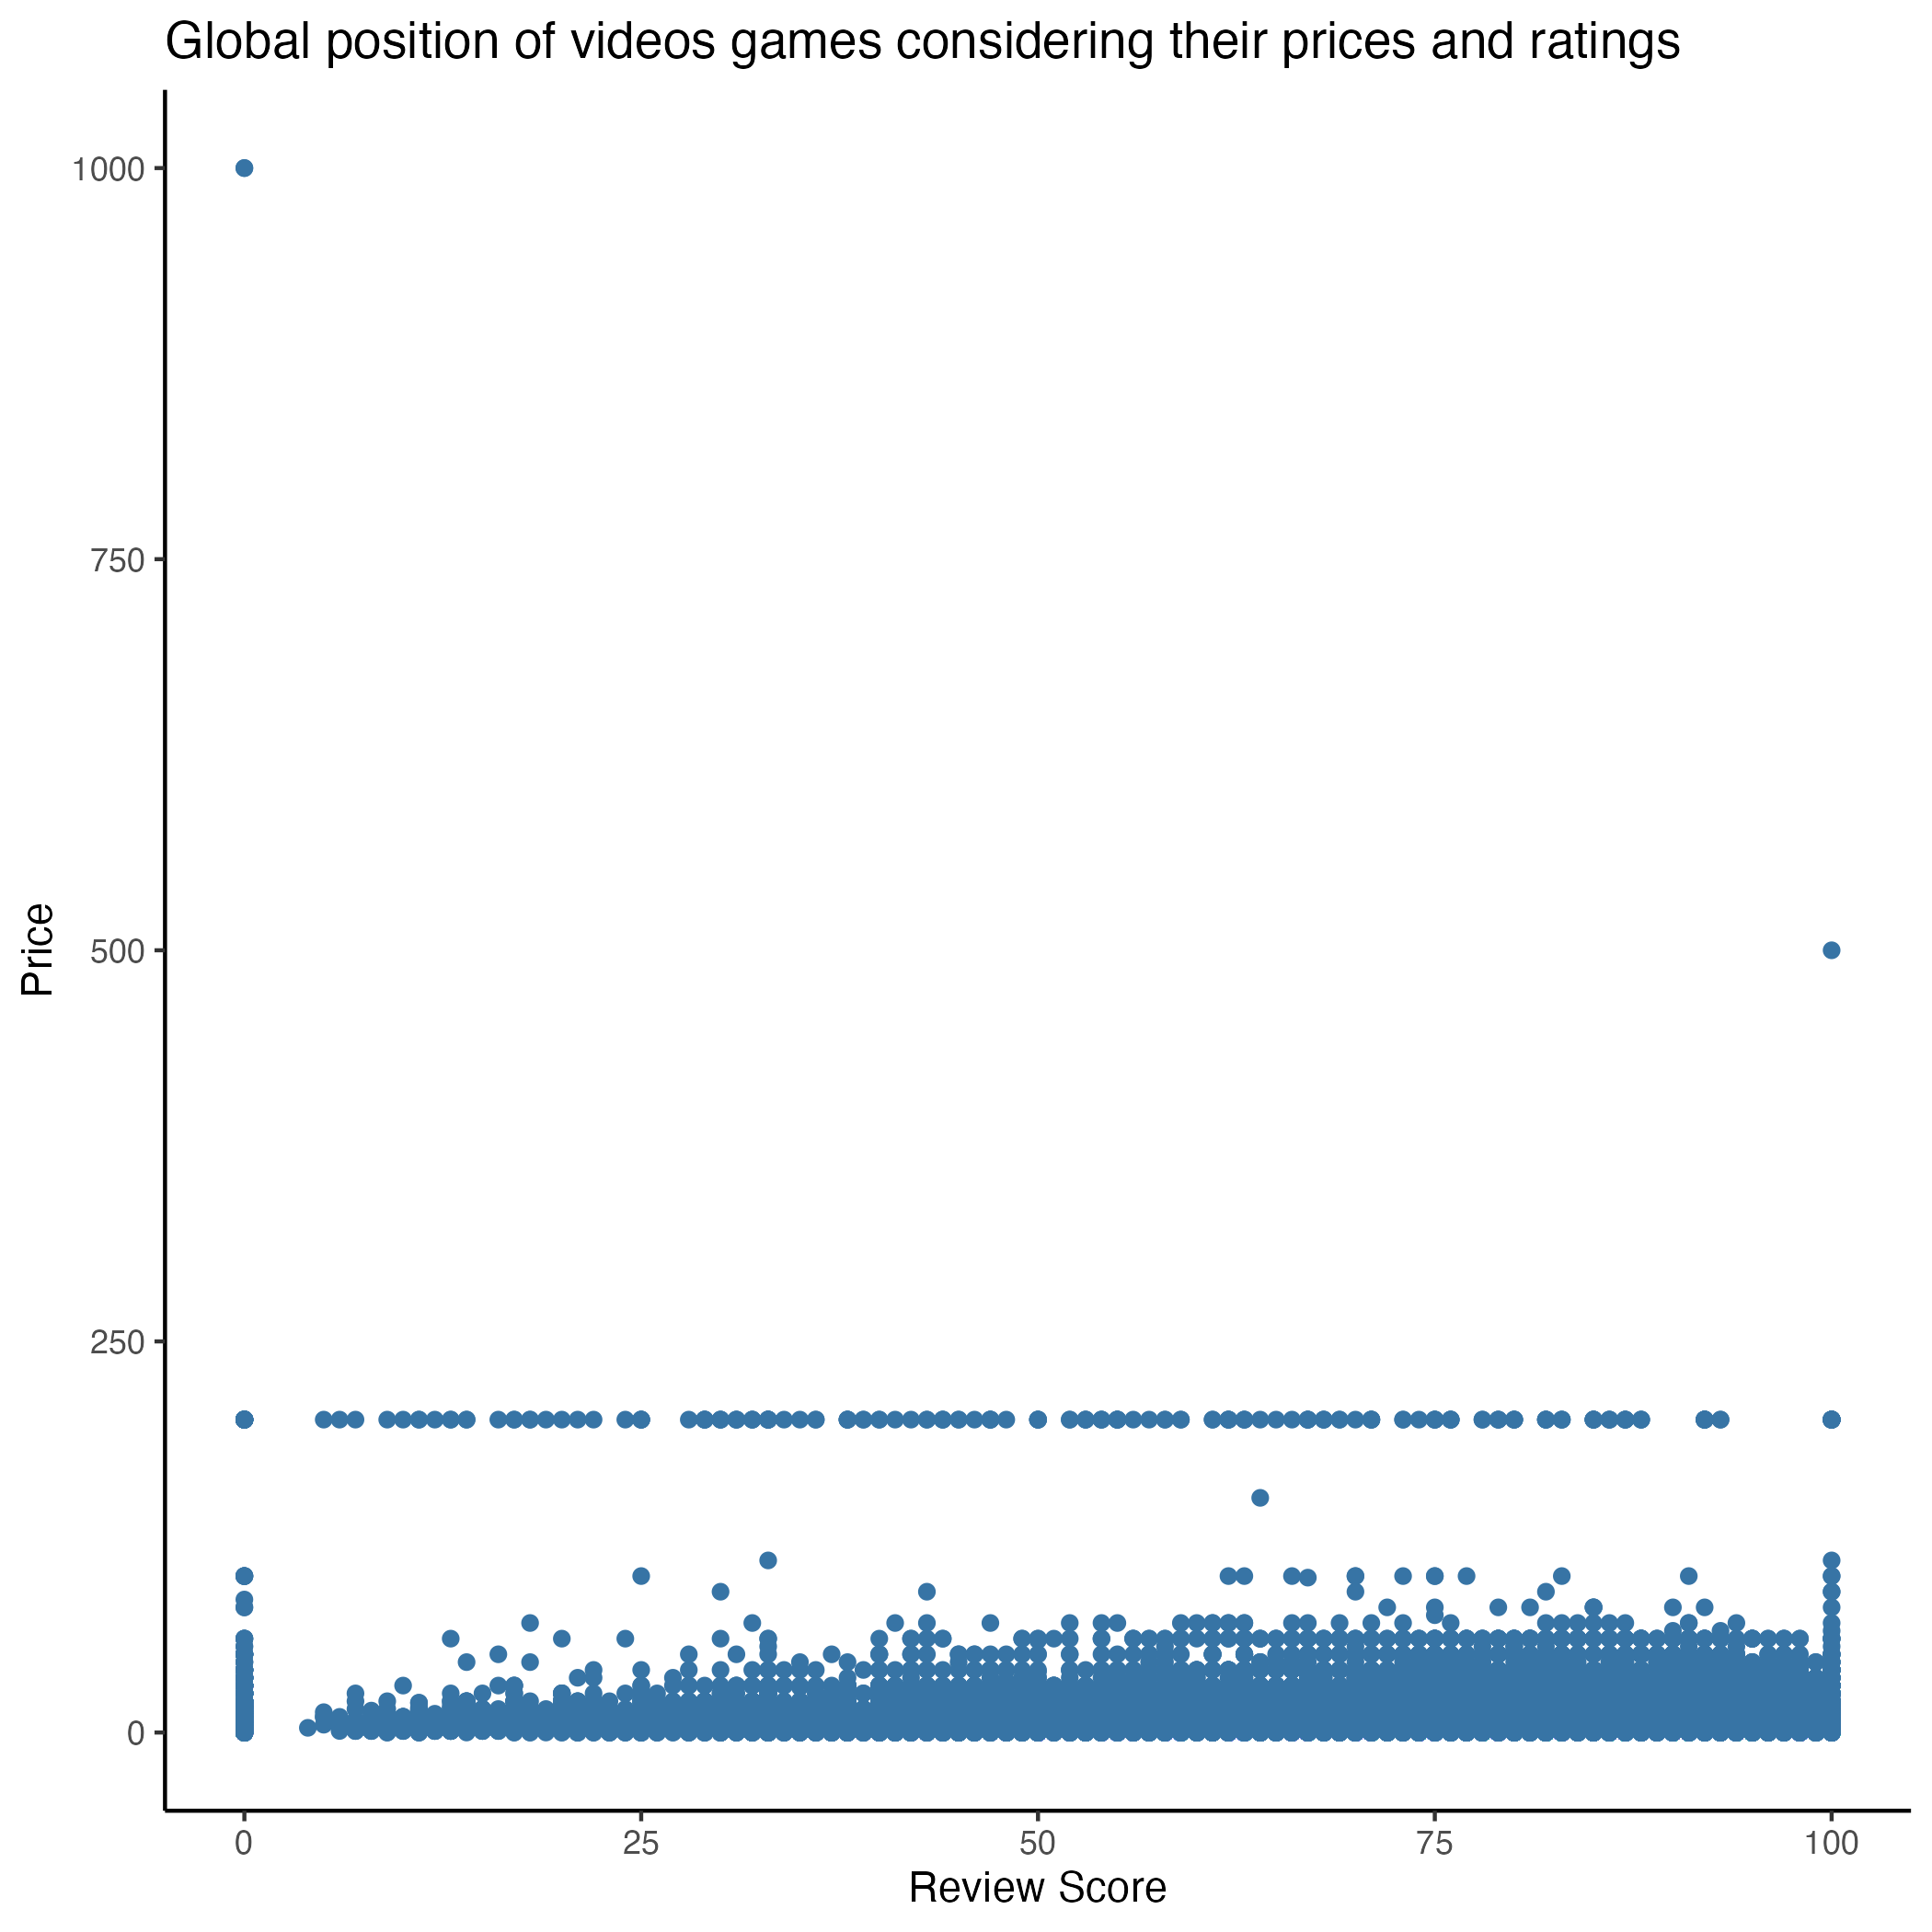 Global position of videos games considering their prices and ratings
1000
750
500
250
0
Price
0 25 50 75 100
Review Score